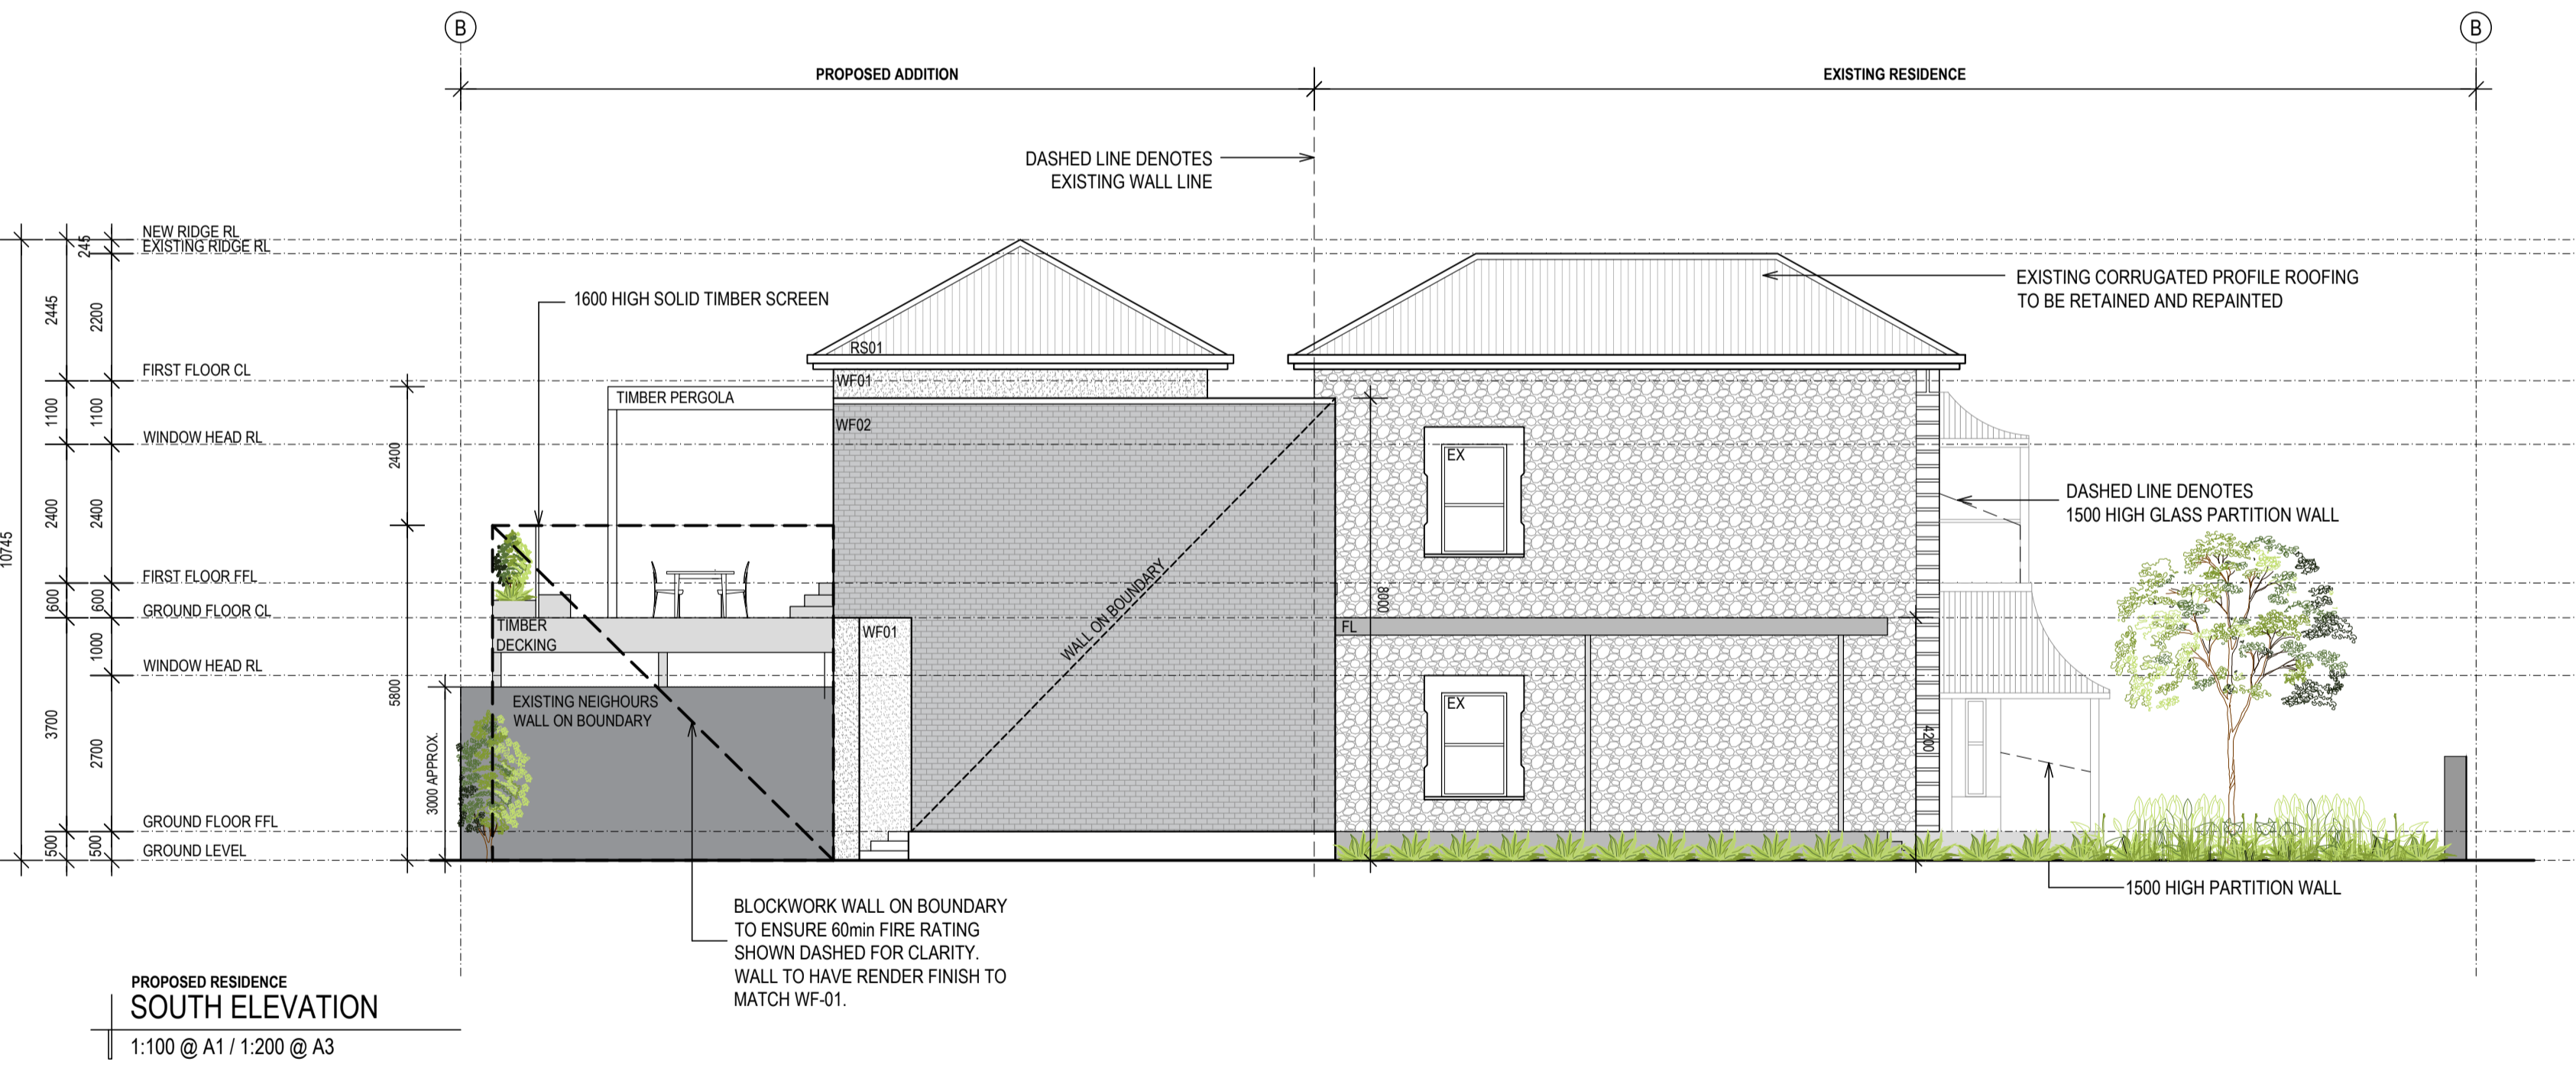 B
B
PROPOSED ADDITION
EXISTING RESIDENCE
DASHED LINE DENOTES
EXISTING WALL LINE
NEW RIDGE RL
EXISTING RIDGE RL
FIRST FLOOR CL
WINDOW HEAD RL
FIRST FLOOR FFL
GROUND FLOOR CL
WINDOW HEAD RL
GROUND FLOOR FFL
GROUND LEVEL
10745
2445
1100
2400
600
3700
500
245
2200
1100
2400
600
1000
2700
500
2400
5800
3000 APPROX.
1600 HIGH SOLID TIMBER SCREEN
EXISTING CORRUGATED PROFILE ROOFING
TO BE RETAINED AND REPAINTED
RS01
WF01
TIMBER PERGOLA
WF02
EX
DASHED LINE DENOTES
1500 HIGH GLASS PARTITION WALL
WALL ON BOUNDARY
8000
TIMBER
DECKING
WF01
FL
EXISTING NEIGHOURS
WALL ON BOUNDARY
EX
4200
1500 HIGH PARTITION WALL
BLOCKWORK WALL ON BOUNDARY
TO ENSURE 60min FIRE RATING
SHOWN DASHED FOR CLARITY.
WALL TO HAVE RENDER FINISH TO
MATCH WF-01.
PROPOSED RESIDENCE
SOUTH ELEVATION
1:100 @ A1 / 1:200 @ A3